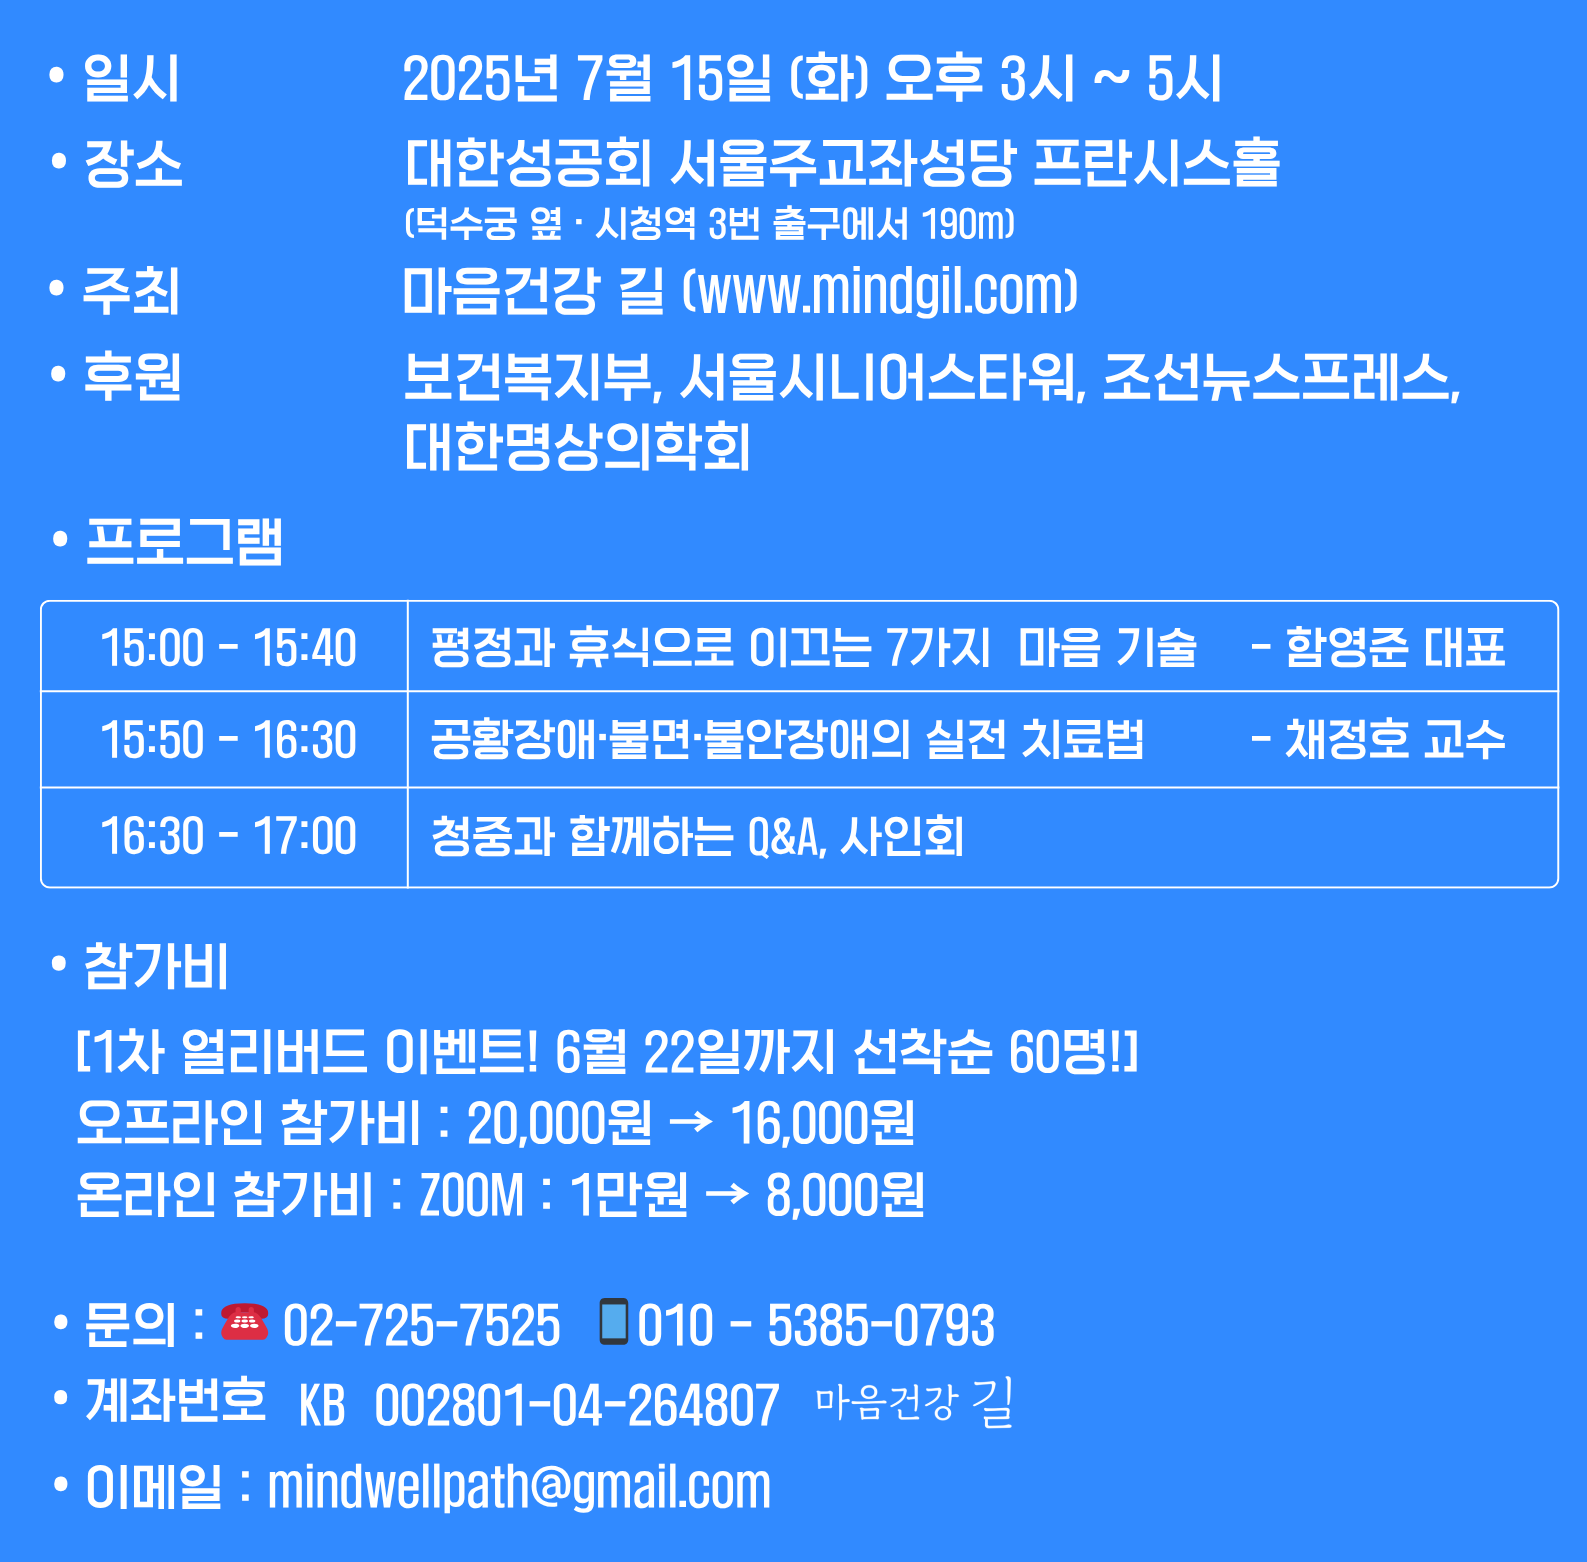 • 일시 2025년 7월 15일 (화) 오후 3시 ~ 5시
• 장소 대한성공회 서울주교좌성당 프란시스홀
(덕수궁 옆 · 시청역 3번 출구에서 190m)
• 주최 마음건강 길 (www.mindgil.com)
• 후원 보건복지부, 서울시니어스타워, 조선뉴스프레스,
대한명상의학회
• 프로그램
15:00 - 15:40 평정과 휴식으로 이끄는 7가지 마음 기술 - 함영준 대표
15:50 - 16:30 공황장애·불면·불안장애의 실전 치료법 - 채정호 교수
16:30 - 17:00 청중과 함께하는 Q&A, 사인회
• 참가비
[1차 얼리버드 이벤트! 6월 22일까지 선착순 60명!]
오프라인 참가비 : 20,000원 → 16,000원
온라인 참가비 : ZOOM : 1만원 → 8,000원
• 문의 : ☎️ 02-725-7525 📱010 - 5385-0793
• 계좌번호 KB 002801-04-264807 마음건강 길
• 이메일 : mindwellpath@gmail.com